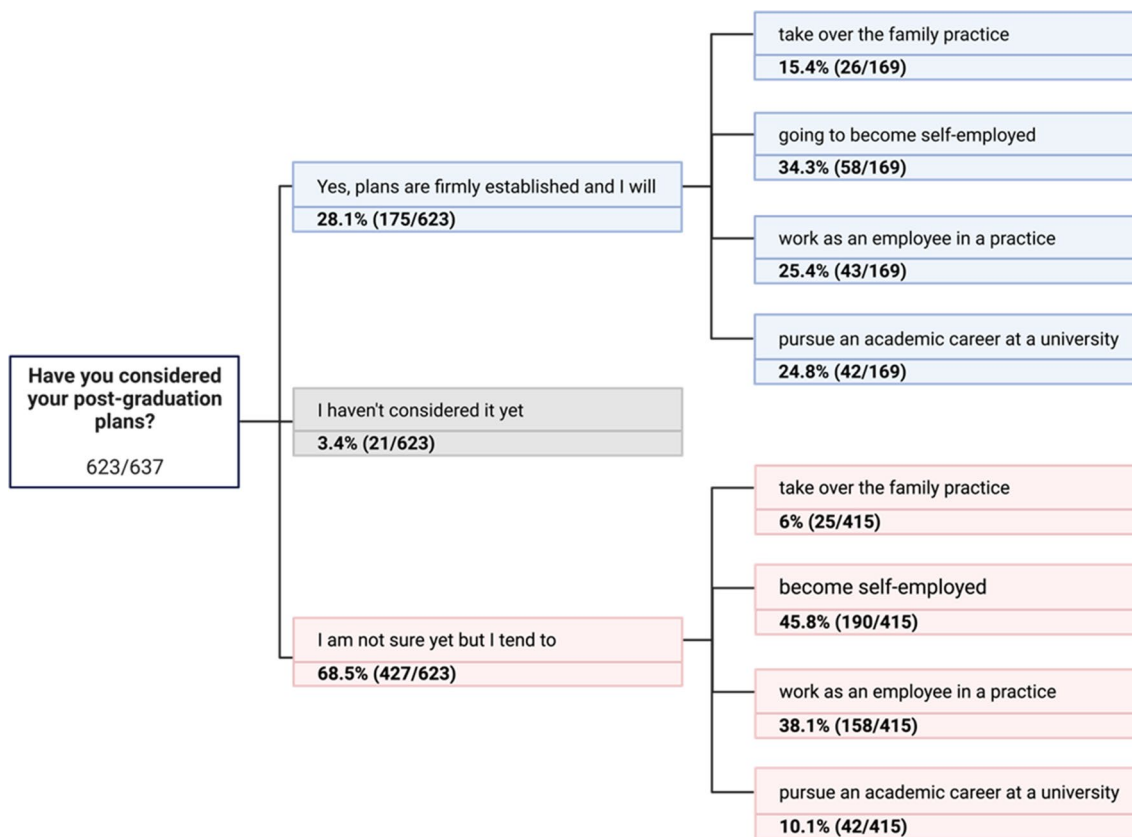 Have you considered
your post-graduation
plans?
623/637
Yes, plans are firmly established and I will
28.1% (175/623)
take over the family practice
15.4% (26/169)
going to become self-employed
34.3% (58/169)
work as an employee in a practice
25.4% (43/169)
pursue an academic career at a university
24.8% (42/169)
I haven't considered it yet
3.4% (21/623)
I am not sure yet but I tend to
68.5% (427/623)
take over the family practice
6% (25/415)
become self-employed
45.8% (190/415)
work as an employee in a practice
38.1% (158/415)
pursue an academic career at a university
10.1% (42/415)